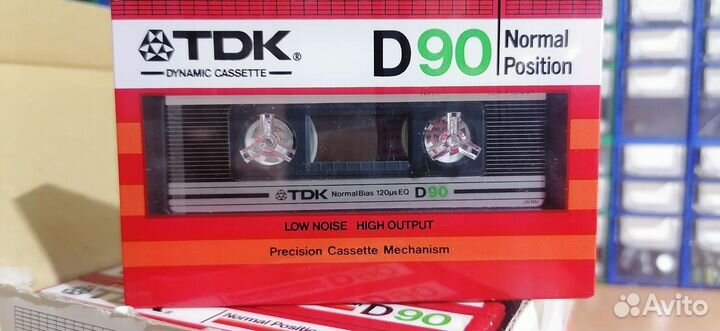 TDK®
DYNAMIC CASSETTE
D90
Normal
Position
TDK Normal Bias 120µs EQ D90
JAPAN
LOW NOISE HIGH OUTPUT
Precision Cassette Mechanism
D90
Normal Position
D90
Avito